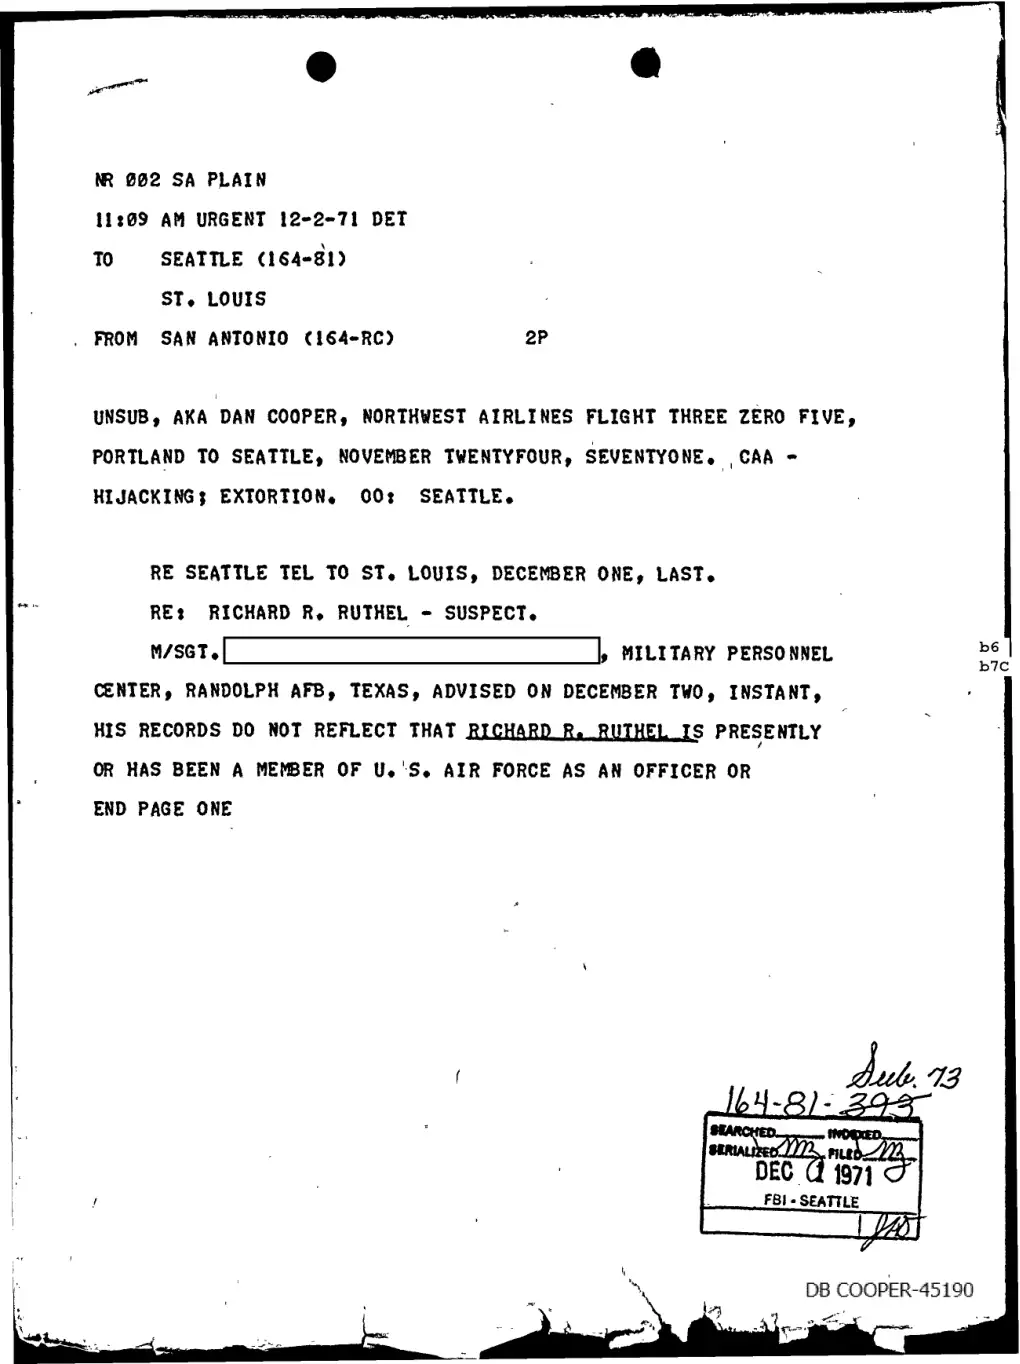 NR 002 SA PLAIN
11:09 AM URGENT 12-2-71 DET
TO SEATTLE (164-81)
ST. LOUIS
FROM SAN ANTONIO (164-RC) 2P
UNSUB, AKA DAN COOPER, NORTHWEST AIRLINES FLIGHT THREE ZERO FIVE,
PORTLAND TO SEATTLE, NOVEMBER TWENTYFOUR, SEVENTYONE. CAA -
HIJACKING; EXTORTION. OO: SEATTLE.
RE SEATTLE TEL TO ST. LOUIS, DECEMBER ONE, LAST.
RE: RICHARD R. RUTHEL - SUSPECT.
M/SGT. , MILITARY PERSONNEL
b6
b7C
CENTER, RANDOLPH AFB, TEXAS, ADVISED ON DECEMBER TWO, INSTANT,
HIS RECORDS DO NOT REFLECT THAT RICHARD R. RUTHEL IS PRESENTLY
OR HAS BEEN A MEMBER OF U. S. AIR FORCE AS AN OFFICER OR
END PAGE ONE
Sub. 73
164-81-393
SEARCHED INDEXED
SERIALIZED FILED
DEC 1971
FBI - SEATTLE
DB COOPER-45190